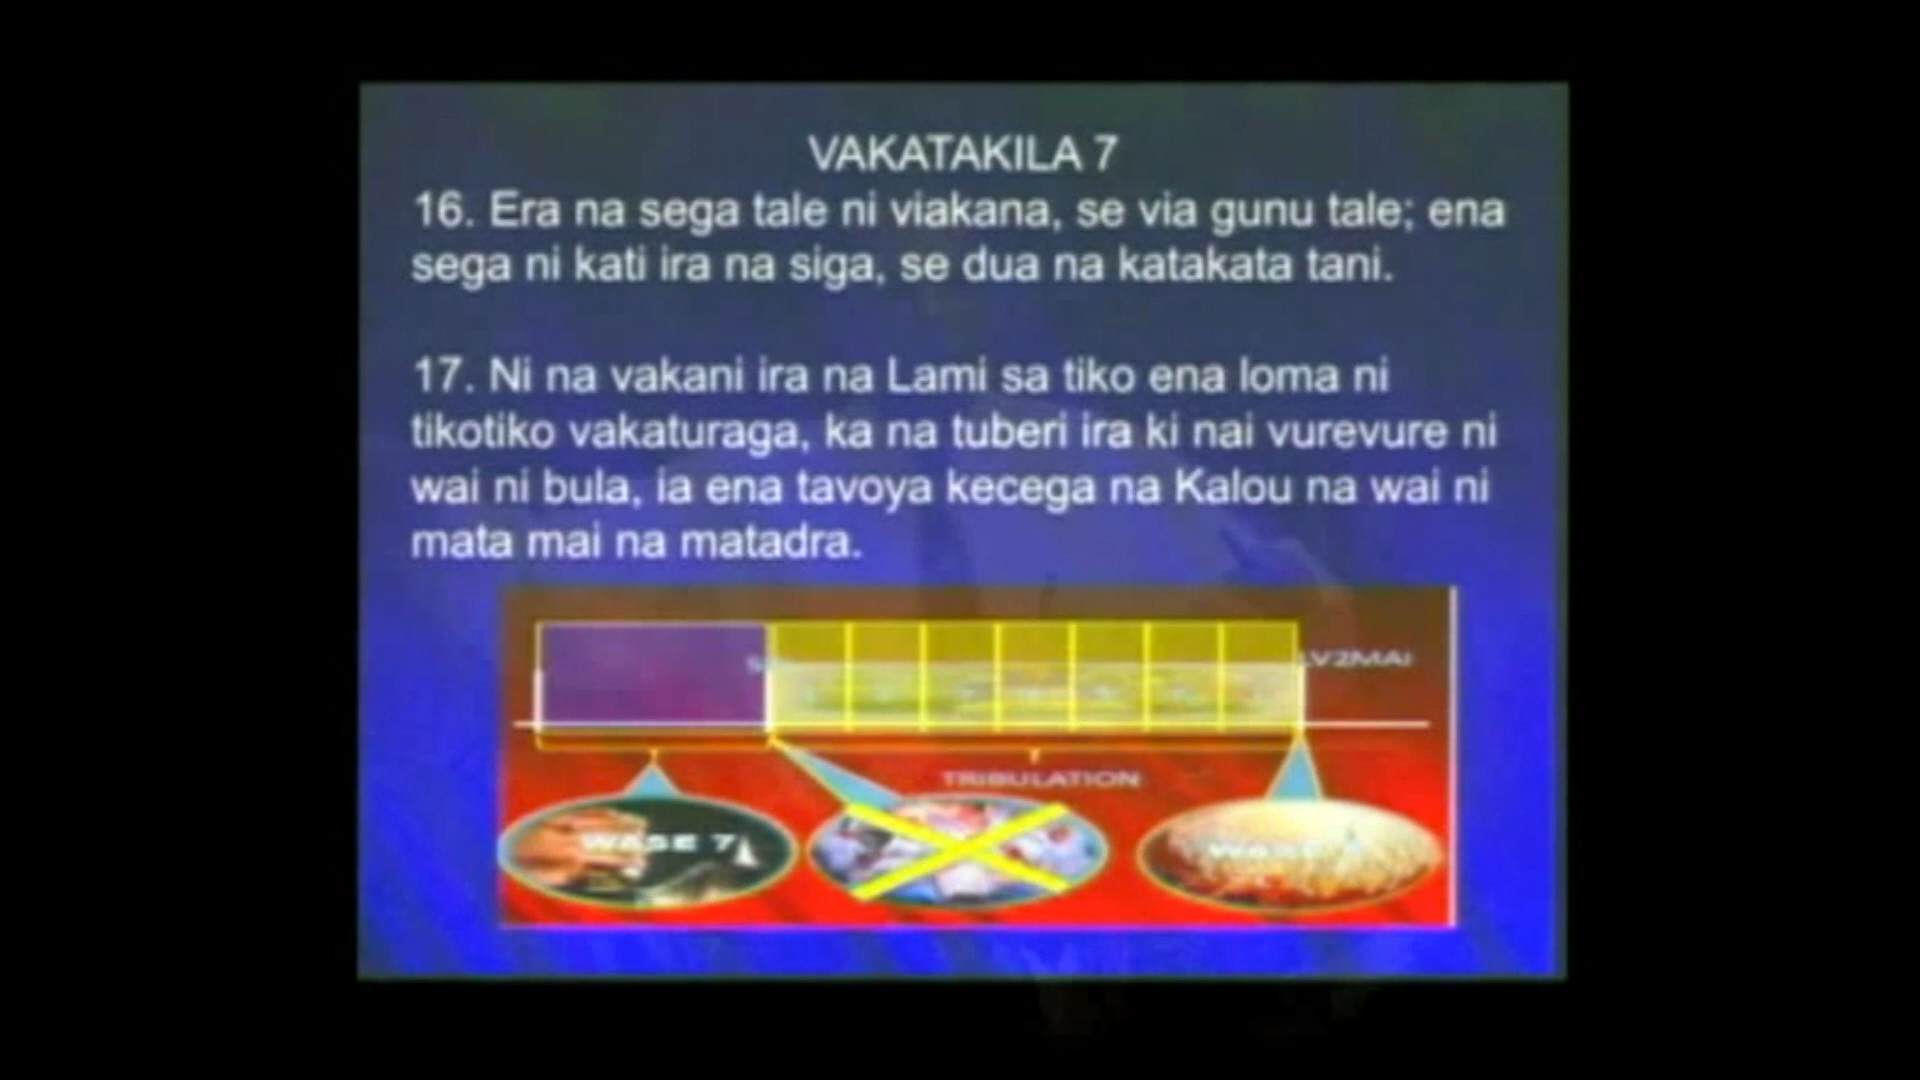 VAKATAKILA 7
16. Era na sega tale ni viakana, se via gunu tale; ena
sega ni kati ira na siga, se dua na katakata tani.
17. Ni na vakani ira na Lami sa tiko ena loma ni
tikotiko vakaturaga, ka na tuberi ira ki nai vurevure ni
wai ni bula, ia ena tavoya kecega na Kalou na wai ni
mata mai na matadra.
TRIBULATION
WASE 7